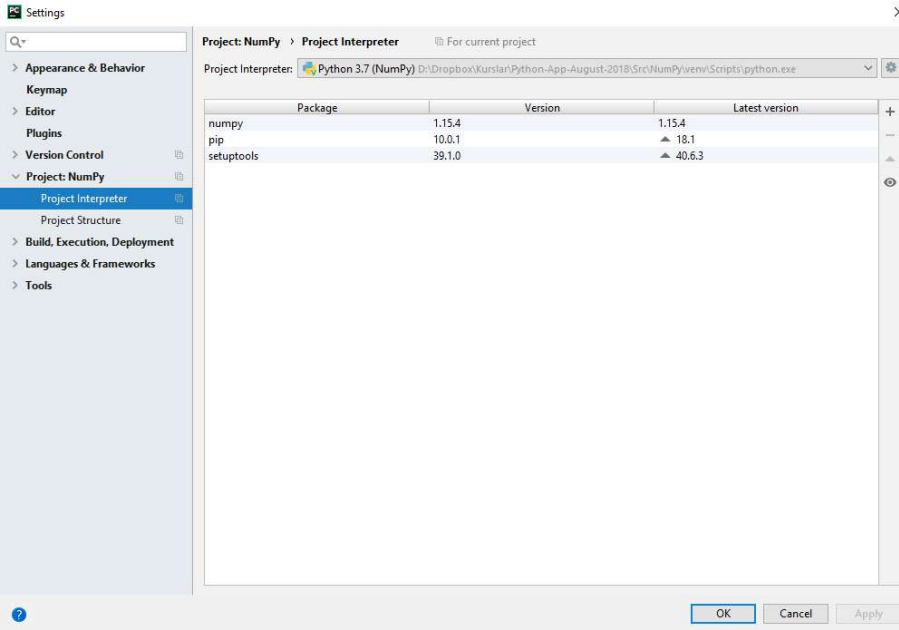 PC Settings
Project: NumPy › Project Interpreter For current project
Project Interpreter: Python 3.7 (NumPy) D:\Dropbox\Kurslar\Python-App-August-2018\Src\NumPy\venv\Scripts\python.exe
Appearance & Behavior
Keymap
Editor
Plugins
Version Control
Project: NumPy
Project Interpreter
Project Structure
Build, Execution, Deployment
Languages & Frameworks
Tools
Package Version Latest version
numpy 1.15.4 1.15.4
pip 10.0.1 18.1
setuptools 39.1.0 40.6.3
? OK Cancel Apply